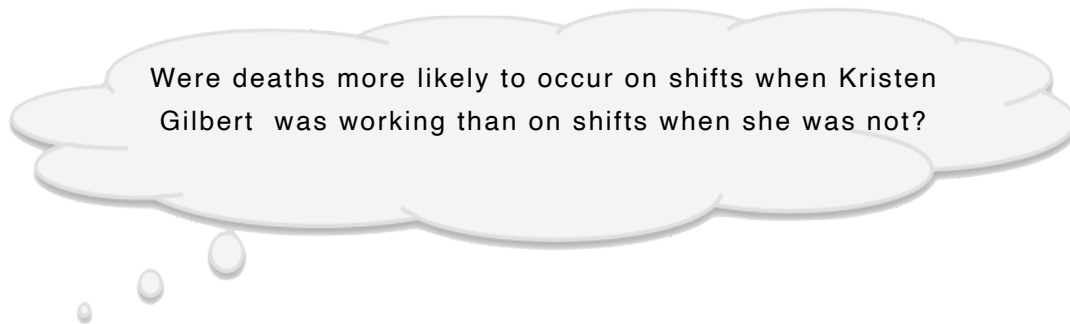 Were deaths more likely to occur on shifts when Kristen
Gilbert was working than on shifts when she was not?